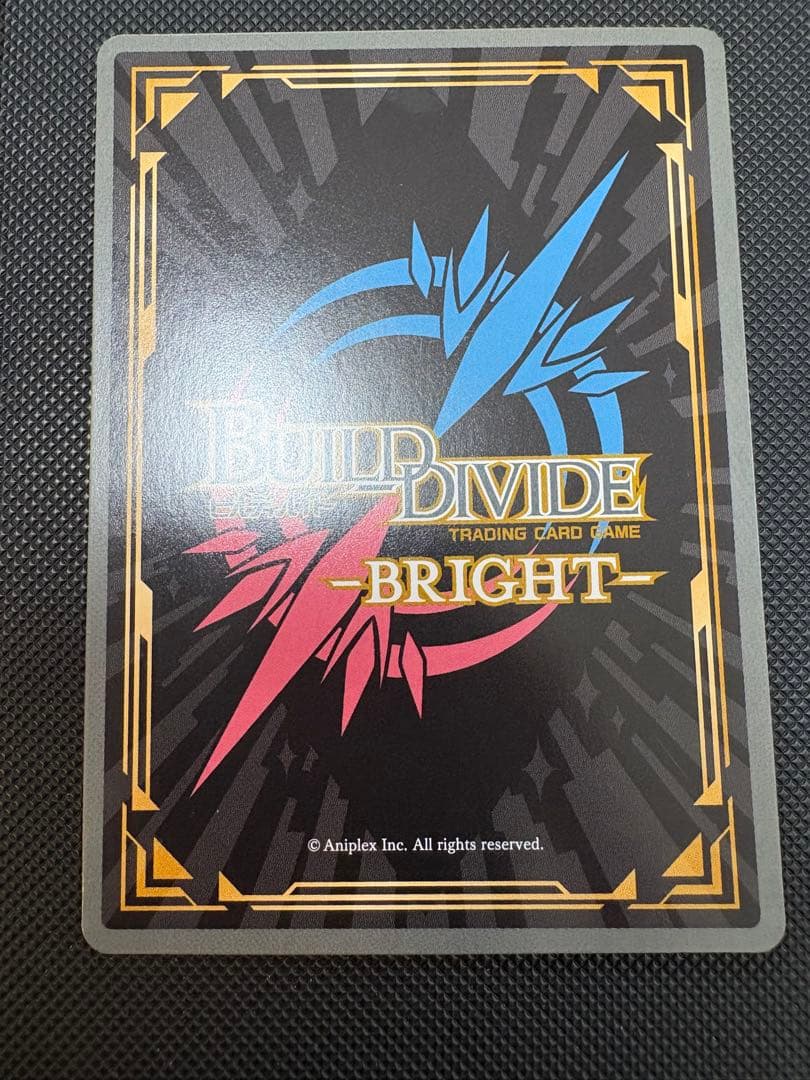 BUILD DIVIDE
TRADING CARD GAME
-BRIGHT-
© Aniplex Inc. All rights reserved.